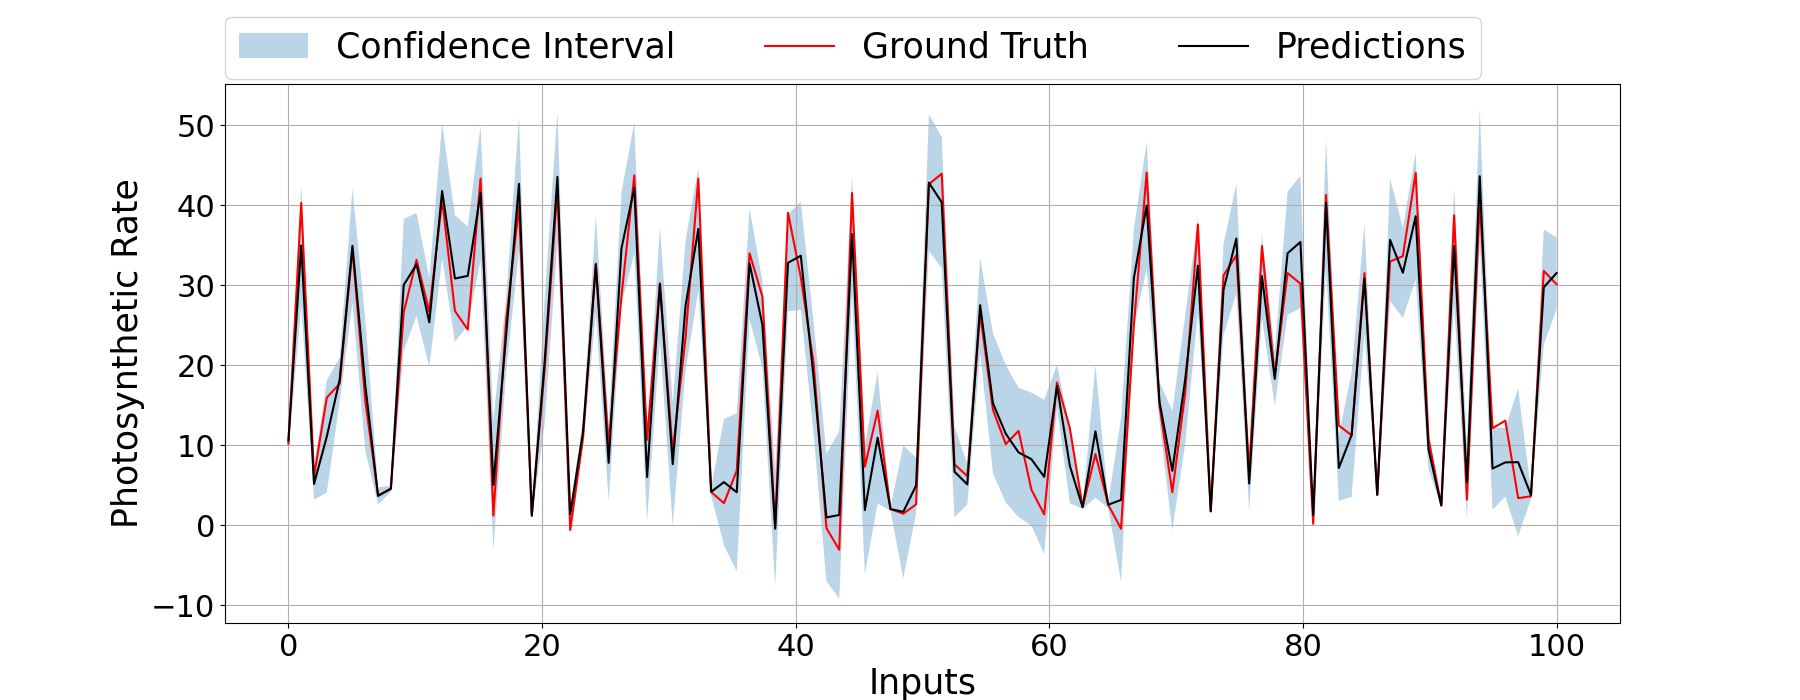 Confidence Interval Ground Truth Predictions
50
40
30
20
10
0
−10
Photosynthetic Rate
0 20 40 60 80 100
Inputs